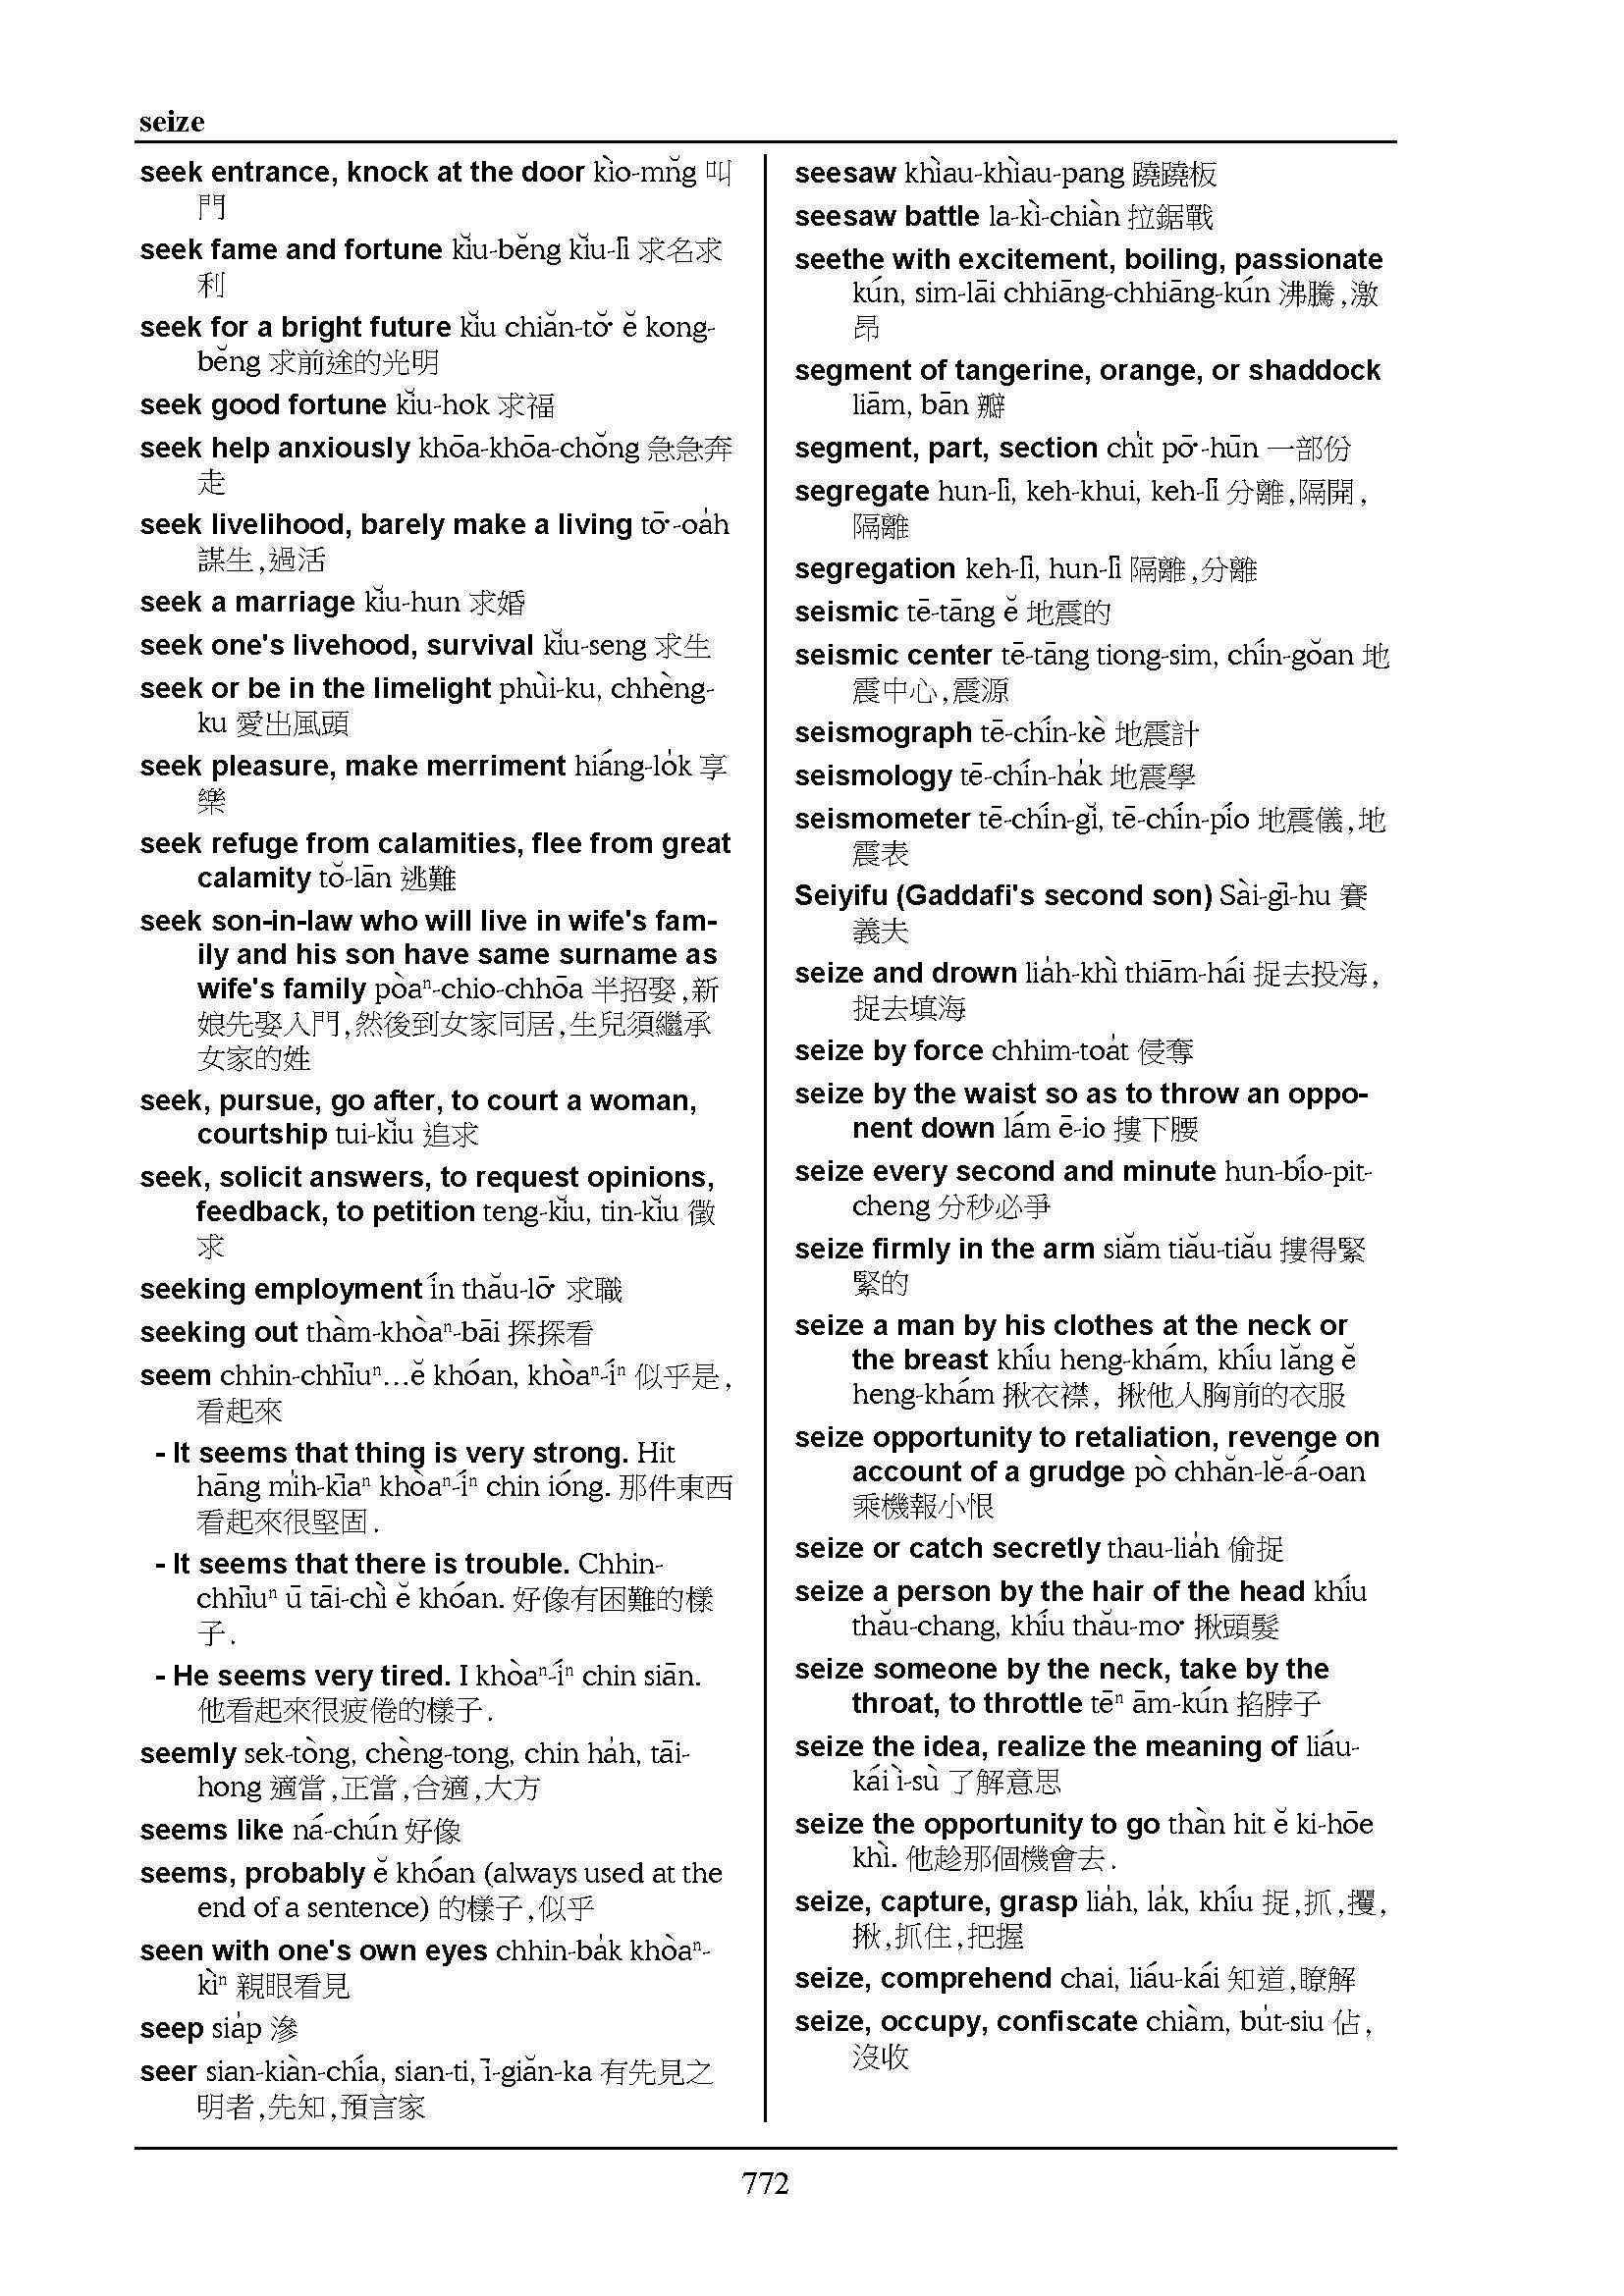 seize
seek entrance, knock at the door kìo-mn̆g 叫
門
seek fame and fortune kĭu-bĕng kĭu-lī 求名求
利
seek for a bright future kĭu chiăn-tŏ͘ ĕ kong-
bĕng 求前途的光明
seek good fortune kĭu-hok 求福
seek help anxiously khōa-khōa-chŏng 急急奔
走
seek livelihood, barely make a living tō͘-oa̍h
謀生,過活
seek a marriage kĭu-hun 求婚
seek one's livehood, survival kĭu-seng 求生
seek or be in the limelight phùi-ku, chhèng-
ku 愛出風頭
seek pleasure, make merriment hiáng-lo̍k 享
樂
seek refuge from calamities, flee from great
calamity tŏ-lān 逃難
seek son-in-law who will live in wife's fam-
ily and his son have same surname as
wife's family pòaⁿ-chio-chhōa 半招娶,新
娘先娶入門,然後到女家同居,生兒須繼承
女家的姓
seek, pursue, go after, to court a woman,
courtship tui-kĭu 追求
seek, solicit answers, to request opinions,
feedback, to petition teng-kĭu, tin-kĭu 徵
求
seeking employment ín thău-lō͘ 求職
seeking out thàm-khòaⁿ-bāi 探探看
seem chhin-chhīuⁿ...ĕ khóan, khòaⁿ-íⁿ 似乎是,
看起來
- It seems that thing is very strong. Hit
hāng mi̍h-kīaⁿ khòaⁿ-íⁿ chin ióng. 那件東西
看起來很堅固.
- It seems that there is trouble. Chhin-
chhīuⁿ ū tāi-chì ĕ khóan. 好像有困難的樣
子.
- He seems very tired. I khòaⁿ-íⁿ chin siān.
他看起來很疲倦的樣子.
seemly sek-tòng, chèng-tong, chin ha̍h, tāi-
hong 適當,正當,合適,大方
seems like ná-chún 好像
seems, probably ĕ khóan (always used at the
end of a sentence) 的樣子,似乎
seen with one's own eyes chhin-ba̍k khòaⁿ-
kìⁿ 親眼看見
seep sia̍p 滲
seer sian-kiàn-chía, sian-ti, ī-giăn-ka 有先見之
明者,先知,預言家
seesaw khìau-khìau-pang 蹺蹺板
seesaw battle la-kì-chiàn 拉鋸戰
seethe with excitement, boiling, passionate
kún, sim-lāi chhiāng-chhiāng-kún 沸騰,激
昂
segment of tangerine, orange, or shaddock
liām, bān 瓣
segment, part, section chi̍t pō͘-hūn 一部份
segregate hun-lī, keh-khui, keh-lī 分離,隔開,
隔離
segregation keh-lī, hun-lī 隔離,分離
seismic tē-tāng ĕ 地震的
seismic center tē-tāng tiong-sim, chín-gŏan 地
震中心,震源
seismograph tē-chín-kè 地震計
seismology tē-chín-ha̍k 地震學
seismometer tē-chín-gĭ, tē-chín-pío 地震儀,地
震表
Seiyifu (Gaddafi's second son) Sài-gī-hu 賽
義夫
seize and drown lia̍h-khì thiām-hái 捉去投海,
捉去填海
seize by force chhim-toa̍t 侵奪
seize by the waist so as to throw an oppo-
nent down lám ē-io 摟下腰
seize every second and minute hun-bío-pit-
cheng 分秒必爭
seize firmly in the arm siăm tiău-tiău 摟得緊
緊的
seize a man by his clothes at the neck or
the breast khíu heng-khám, khíu lăng ĕ
heng-khám 揪衣襟, 揪他人胸前的衣服
seize opportunity to retaliation, revenge on
account of a grudge pò chhăn-lĕ-á-oan
乘機報小恨
seize or catch secretly thau-lia̍h 偷捉
seize a person by the hair of the head khíu
thău-chang, khíu thău-mo͘ 揪頭髮
seize someone by the neck, take by the
throat, to throttle tēⁿ ām-kún 掐脖子
seize the idea, realize the meaning of liáu-
kái ì-sù 了解意思
seize the opportunity to go thàn hit ĕ ki-hōe
khì. 他趁那個機會去.
seize, capture, grasp lia̍h, la̍k, khíu 捉,抓,攫,
揪,抓住,把握
seize, comprehend chai, liáu-kái 知道,瞭解
seize, occupy, confiscate chiàm, bu̍t-siu 佔,
沒收
772